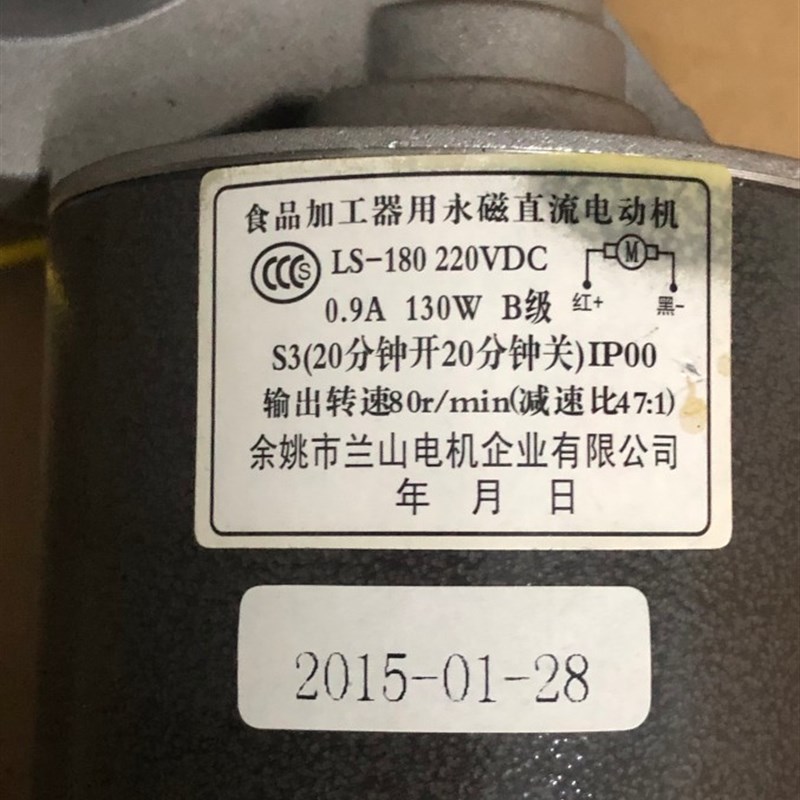 食品加工器用永磁直流电动机
CCC S LS-180 220VDC M
0.9A 130W B级 红+ 黑-
S3(20分钟开20分钟关)IP00
输出转速80r/min(减速比47:1)
余姚市兰山电机企业有限公司
年 月 日
2015-01-28